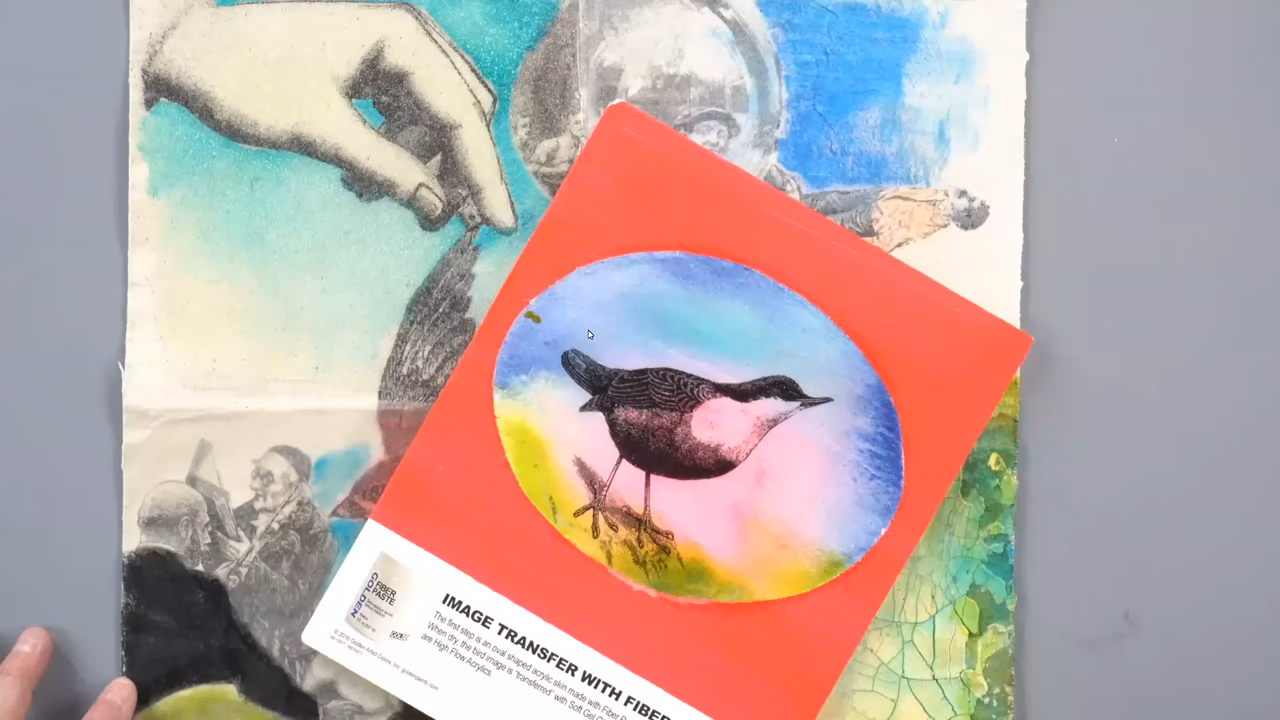 GOLDEN
FIBER
PASTE
© 2016 Golden Artist Colors, Inc. goldenpaints.com
IMAGE TRANSFER WITH FIBER
The first step is an oval shaped acrylic skin made with Fiber
When dry, the bird image is "transferred" with Soft Gel
are High Flow Acrylics.